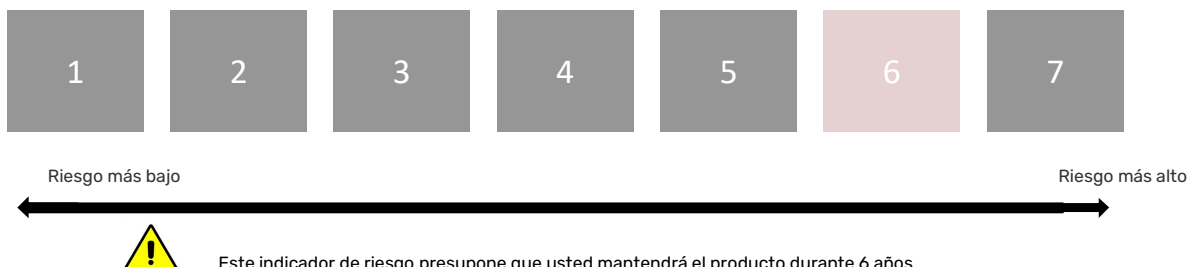 1 2 3 4 5 6 7
Riesgo más bajo Riesgo más alto
Este indicador de riesgo presupone que usted mantendrá el producto durante 6 años.